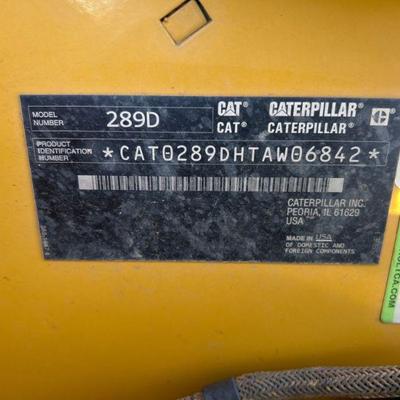 MODEL NUMBER 289D CAT CATERPILLAR
CAT CATERPILLAR
PRODUCT IDENTIFICATION NUMBER *CAT0289DHTAW06842*
CATERPILLAR INC.
PEORIA, IL 61629
USA
MADE IN USA
OF DOMESTIC AND
FOREIGN COMPONENTS